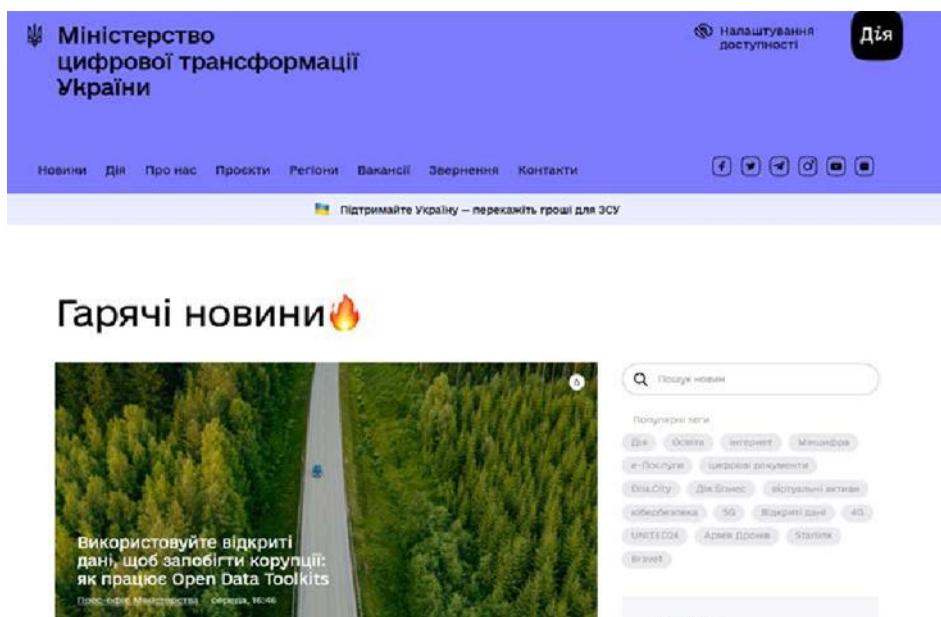 Міністерство
цифрової трансформації
України
Налаштування
доступності
Дія
Новини Дія Про нас Проєкти Регіони Вакансії Звернення Контакти
Підтримайте Україну — перекажіть гроші для ЗСУ
Гарячі новини🔥
Пошук новин
Популярні теги
Дія Освіта інтернет Мінцифра
е-Послуги цифрові документи
Diia.City Дія.Бізнес віртуальні активи
кібербезпека 5G Відкриті дані 4G
UNITED24 Армія Дронів Starlink
Brave1
Використовуйте відкриті
дані, щоб запобігти корупції:
як працює Open Data Toolkits
Прес-офіс Міністерства середа, 16:46